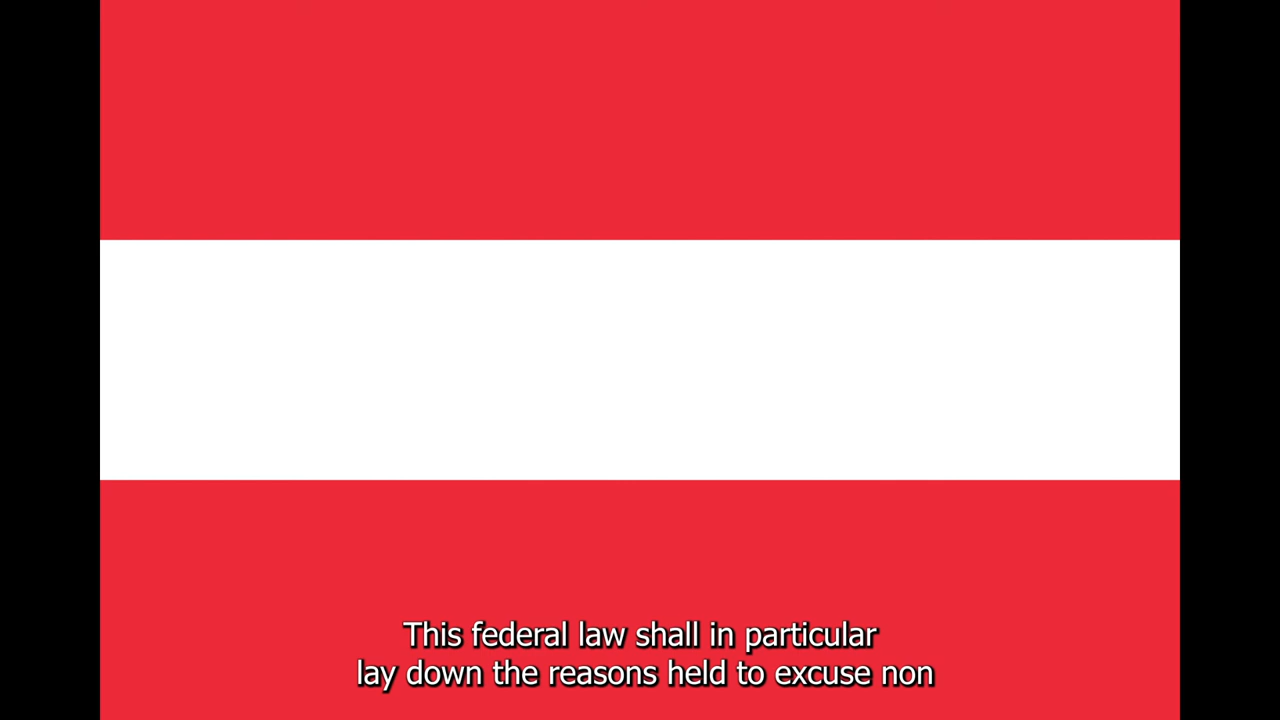 This federal law shall in particular
lay down the reasons held to excuse non